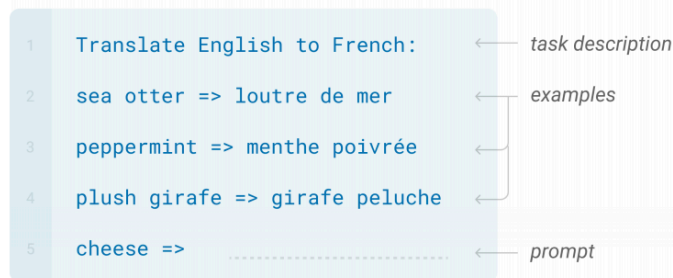 1 Translate English to French: task description
2 sea otter => loutre de mer examples
3 peppermint => menthe poivrée
4 plush girafe => girafe peluche
5 cheese => prompt